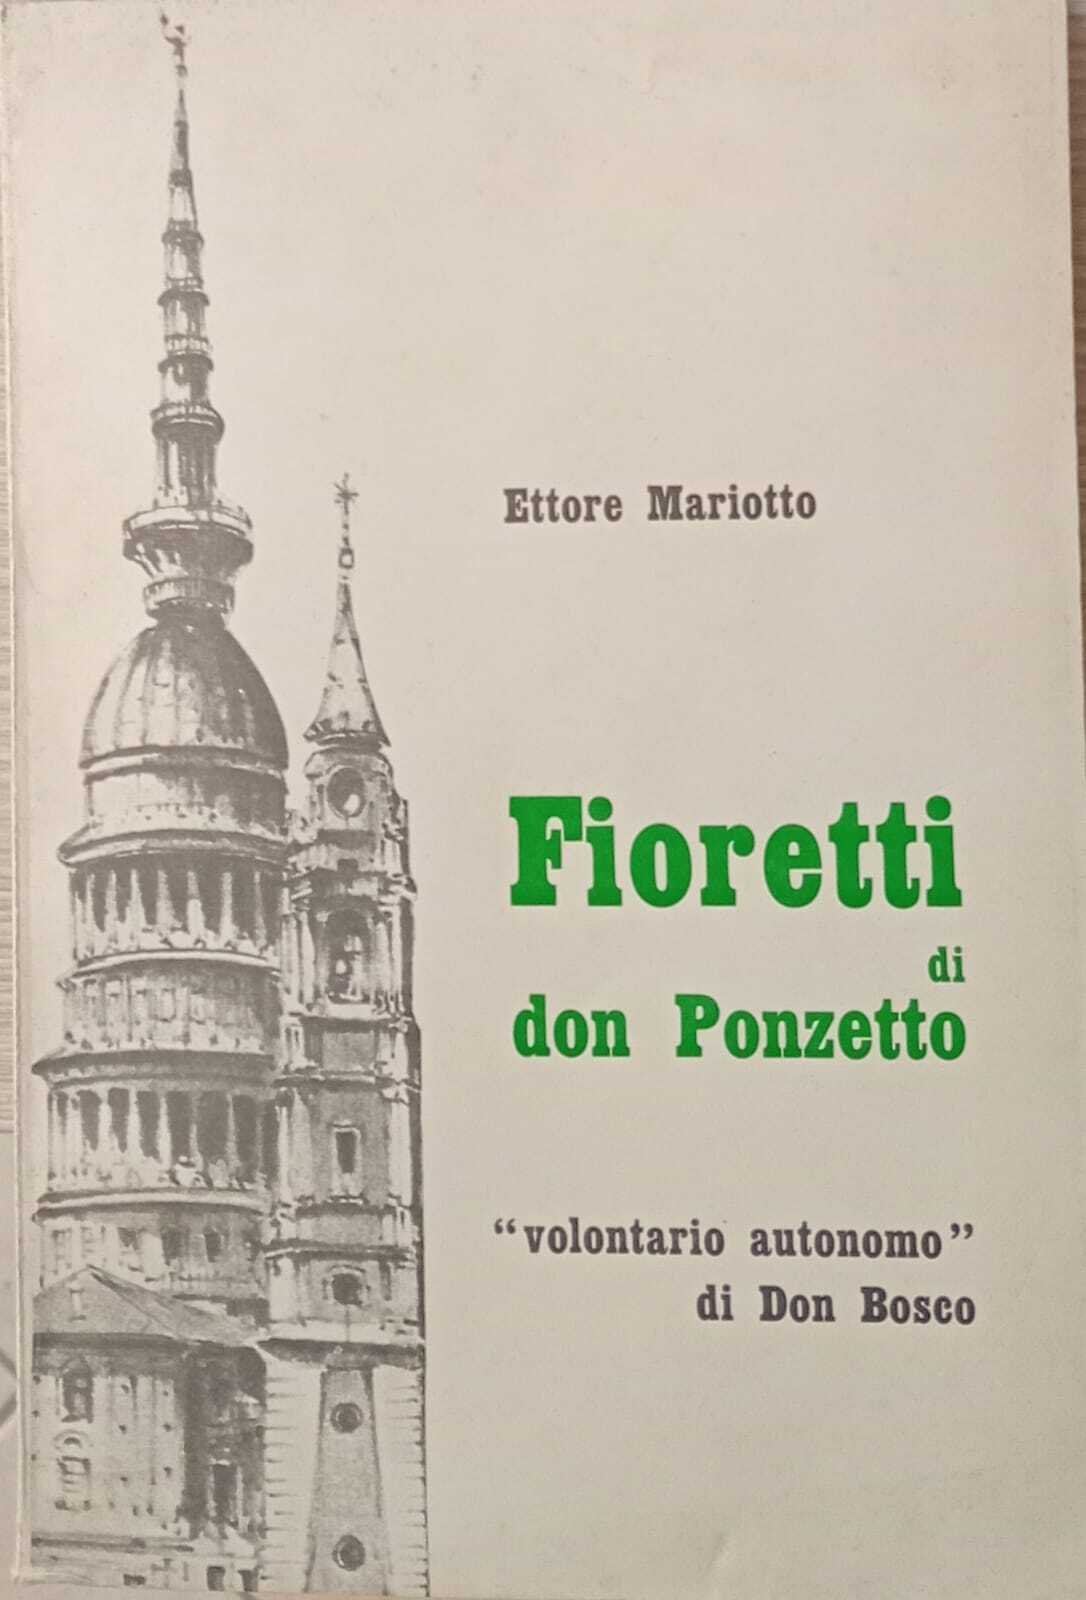 Ettore Mariotto
Fioretti
di
don Ponzetto
“volontario autonomo”
di Don Bosco